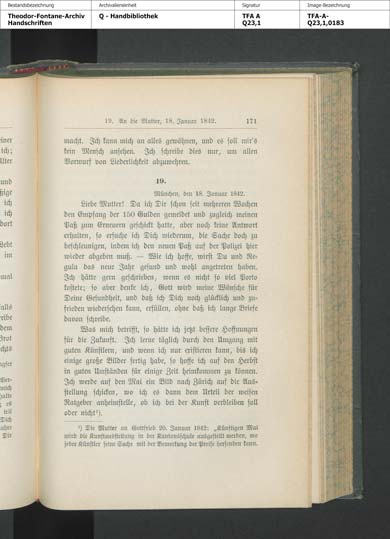 Bestandsbezeichnung
Archivalieneinheit
Signatur
Image-Bezeichnung
Theodor-Fontane-Archiv
Handschriften
Q - Handbibliothek
TFA A
Q23,1
TFA-A-
Q23,1,0183
19. An die Mutter, 18. Januar 1842. 171
macht. Ich kann mich an alles gewöhnen, und es soll mir's
kein Mensch ansehen. Ich schreibe dies nur, um allen
Vorwurf von Liederlichkeit abzuwehren.
19.
München, den 18. Januar 1842.
Liebe Mutter! Da ich Dir schon seit mehreren Wochen
den Empfang der 150 Gulden gemeldet und zugleich meinen
Paß zum Erneuern geschickt hatte, aber noch keine Antwort
erhalten, so ersuche ich Dich wiederum, die Sache doch zu
beschleunigen, indem ich den neuen Paß auf der Polizei hier
wieder abgeben muß. — Wie ich hoffe, wirst Du und Re-
gula das neue Jahr gesund und wohl angetreten haben.
Ich hätte gern geschrieben, wenn es nicht so viel Porto
kostete; so aber denke ich, Gott wird meine Wünsche für
Deine Gesundheit, und daß ich Dich noch glücklich und zu-
frieden wiedersehen kann, erfüllen, ohne daß ich lange Briefe
davon schreibe.
Was mich betrifft, so hätte ich jetzt bessere Hoffnungen
für die Zukunft. Ich lerne täglich durch den Umgang mit
guten Künstlern, und wenn ich nur existieren kann, bis ich
einige große Bilder fertig habe, so hoffe ich auf den Herbst
in guten Umständen für einige Zeit heimkommen zu können.
Ich werde auf den Mai ein Bild nach Zürich auf die Aus-
stellung schicken, wo ich es dann dem Urteil der weisen
Ratgeber anheimstelle, ob ich bei der Kunst verbleiben soll
oder nicht¹).
¹) Die Mutter an Gottfried 20. Januar 1842: „Künftigen Mai
wird die Kunstausstellung in der Kantonsschule ausgestellt werden, wo
jeder Künstler seine Sache mit der Bemerkung der Preise hersenden kann.